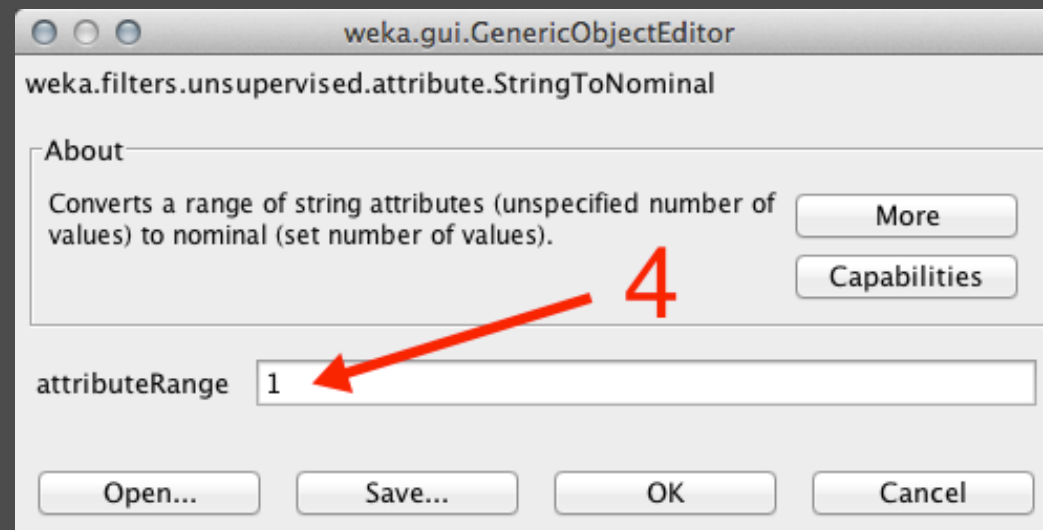 weka.gui.GenericObjectEditor
weka.filters.unsupervised.attribute.StringToNominal
About
Converts a range of string attributes (unspecified number of
values) to nominal (set number of values).
More
Capabilities
4
attributeRange 1
Open... Save... OK Cancel